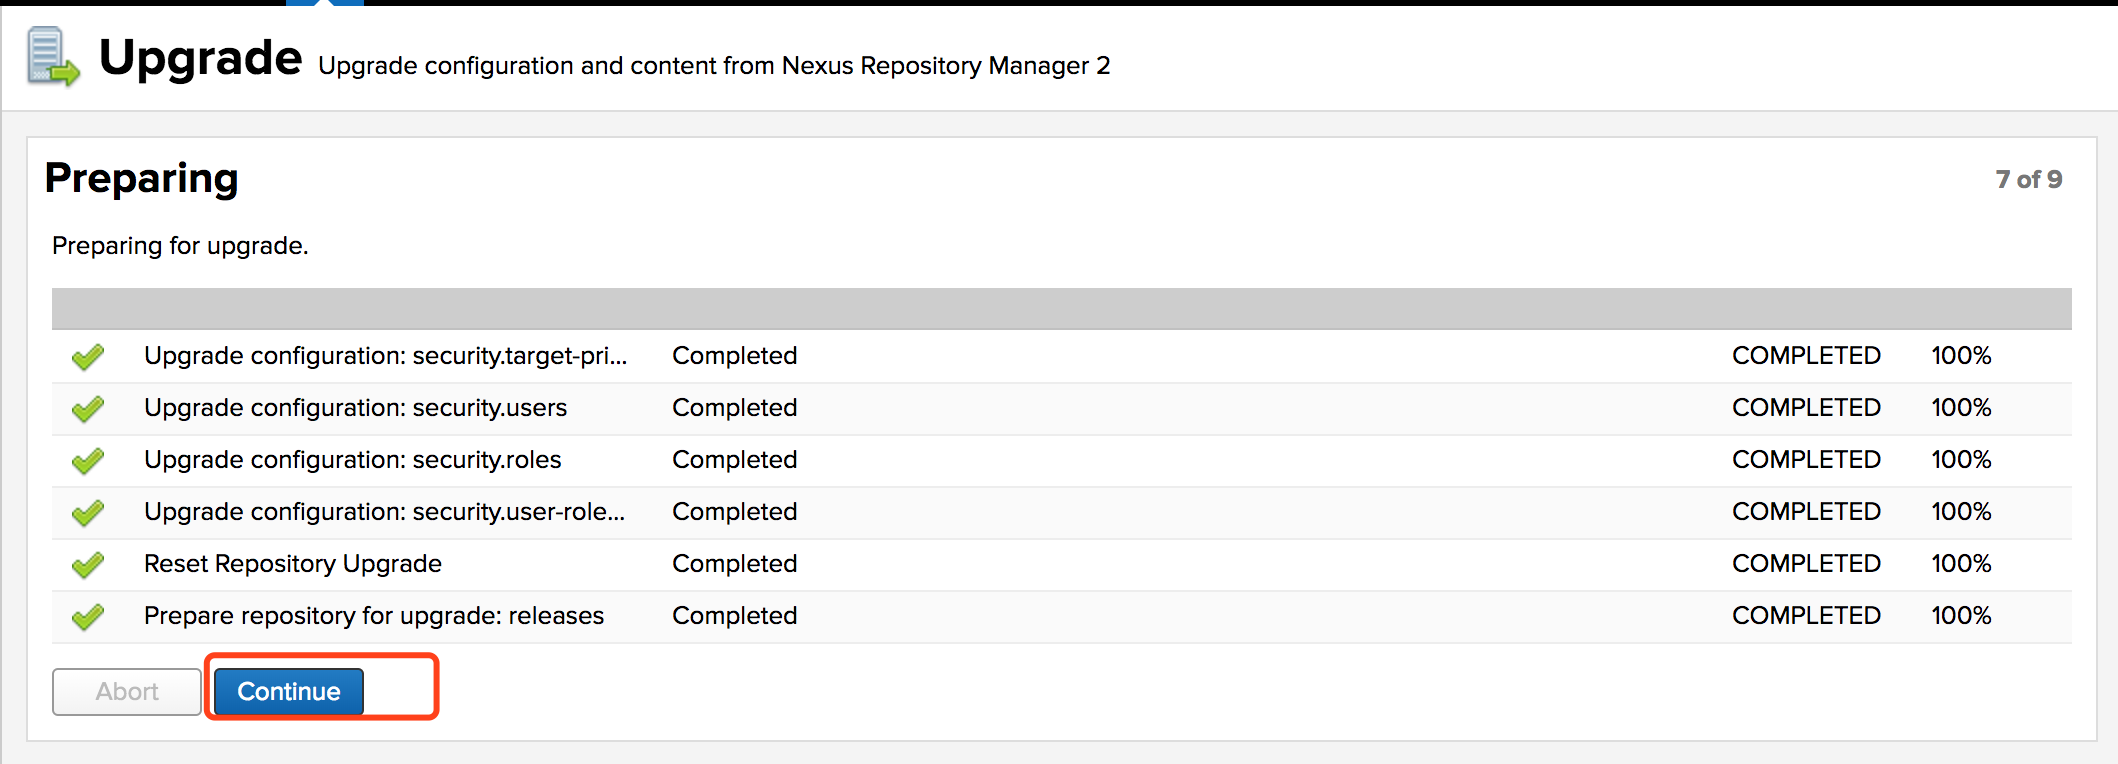 Upgrade Upgrade configuration and content from Nexus Repository Manager 2
Preparing 7 of 9
Preparing for upgrade.
Upgrade configuration: security.target-pri... Completed COMPLETED 100%
Upgrade configuration: security.users Completed COMPLETED 100%
Upgrade configuration: security.roles Completed COMPLETED 100%
Upgrade configuration: security.user-role... Completed COMPLETED 100%
Reset Repository Upgrade Completed COMPLETED 100%
Prepare repository for upgrade: releases Completed COMPLETED 100%
Abort Continue